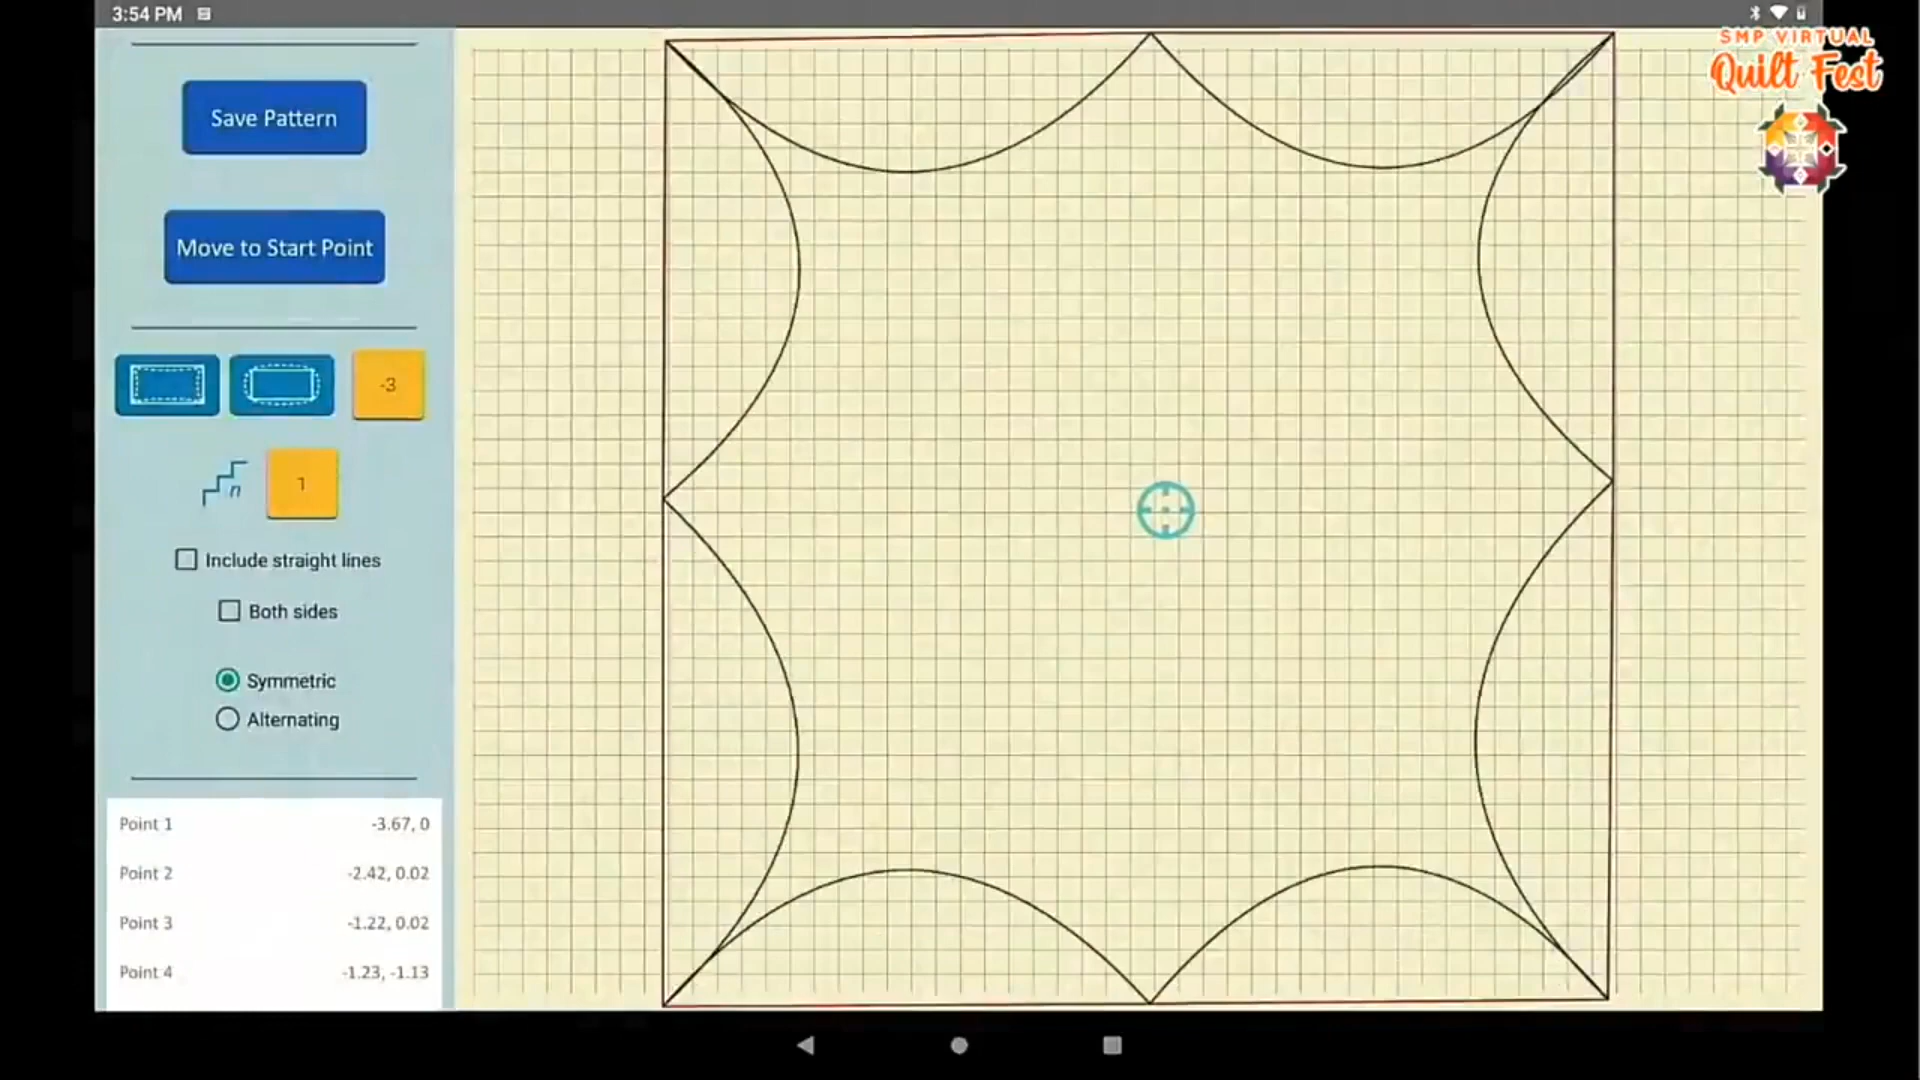 3:54 PM
SMP VIRTUAL
Quilt Fest
Save Pattern
Move to Start Point
-3
n
1
Include straight lines
Both sides
Symmetric
Alternating
Point 1 -3.67, 0
Point 2 -2.42, 0.02
Point 3 -1.22, 0.02
Point 4 -1.23, -1.13